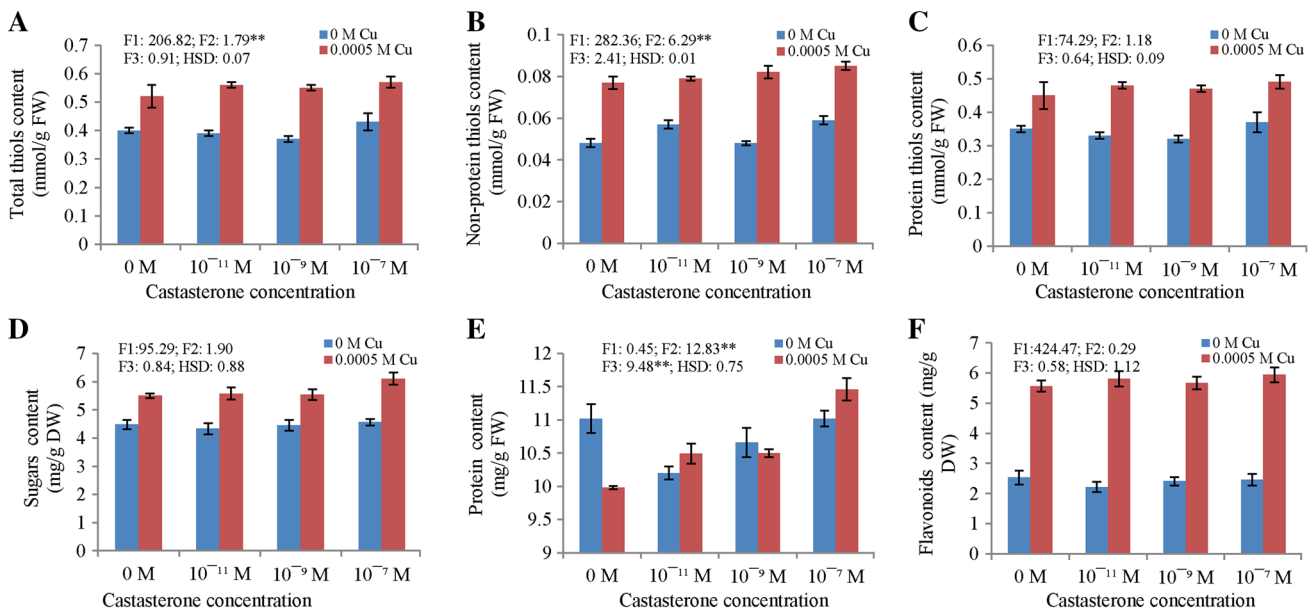 A
F1: 206.82; F2: 1.79**
F3: 0.91; HSD: 0.07
0 M Cu
0.0005 M Cu
Total thiols content
(mmol/g FW)
0.7
0.6
0.5
0.4
0.3
0.2
0.1
0
0 M
10⁻¹¹ M
10⁻⁹ M
10⁻⁷ M
Castasterone concentration
B
F1: 282.36; F2: 6.29**
F3: 2.41; HSD: 0.01
0 M Cu
0.0005 M Cu
Non-protein thiols content
(mmol/g FW)
0.1
0.08
0.06
0.04
0.02
0
0 M
10⁻¹¹ M
10⁻⁹ M
10⁻⁷ M
Castasterone concentration
C
F1:74.29; F2: 1.18
F3: 0.64; HSD: 0.09
0 M Cu
0.0005 M Cu
Protein thiols content
(mmol/g FW)
0.6
0.5
0.4
0.3
0.2
0.1
0
0 M
10⁻¹¹ M
10⁻⁹ M
10⁻⁷ M
Castasterone concentration
D
F1:95.29; F2: 1.90
F3: 0.84; HSD: 0.88
0 M Cu
0.0005 M Cu
Sugars content
(mg/g DW)
7
6
5
4
3
2
1
0
0 M
10⁻¹¹ M
10⁻⁹ M
10⁻⁷ M
Castasterone concentration
E
F1: 0.45; F2: 12.83**
F3: 9.48**; HSD: 0.75
0 M Cu
0.0005 M Cu
Protein content
(mg/g FW)
12
11.5
11
10.5
10
9.5
9
0 M
10⁻¹¹ M
10⁻⁹ M
10⁻⁷ M
Castasterone concentration
F
F1:424.47; F2: 0.29
F3: 0.58; HSD: 1.12
0 M Cu
0.0005 M Cu
Flavonoids content (mg/g
DW)
7
6
5
4
3
2
1
0
0 M
10⁻¹¹ M
10⁻⁹ M
10⁻⁷ M
Castasterone concentration